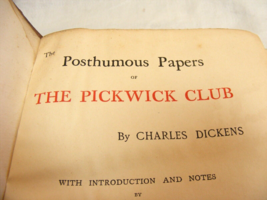 The
Posthumous Papers
OF
THE PICKWICK CLUB
By CHARLES DICKENS
WITH INTRODUCTION AND NOTES
BY